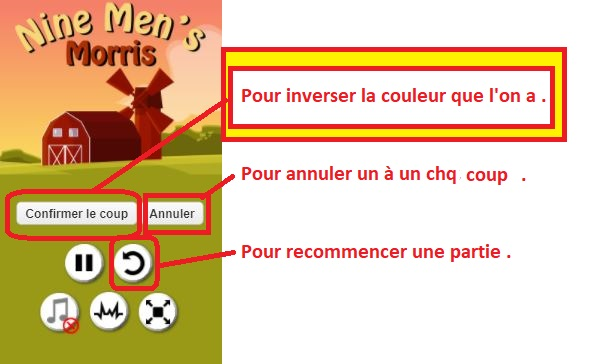 Nine Men's
Morris
Pour inverser la couleur que l'on a .
Pour annuler un à un chq coup .
Confirmer le coup
Annuler
Pour recommencer une partie .